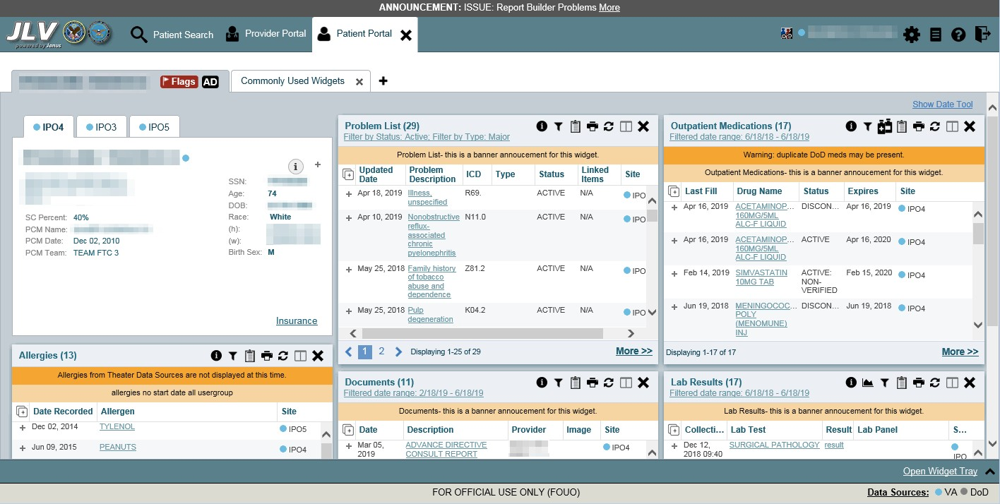 ANNOUNCEMENT: ISSUE: Report Builder Problems More
JLV
powered by Janus
Patient Search
Provider Portal
Patient Portal
Flags AD
Commonly Used Widgets
Show Date Tool
IPO4 IPO3 IPO5
SSN:
Age: 74
DOB:
Race: White
(h):
(w):
Birth Sex: M
SC Percent: 40%
PCM Name:
PCM Date: Dec 02, 2010
PCM Team: TEAM FTC 3
Insurance
Problem List (29)
Filter by Status: Active; Filter by Type: Major
Problem List- this is a banner annoucement for this widget.
Updated Date Problem Description ICD Type Status Linked Items Site
Apr 18, 2019 Illness, unspecified R69. ACTIVE N/A IPO
Apr 10, 2019 Nonobstructive reflux-associated chronic pyelonephritis N11.0 ACTIVE N/A IPO
May 25, 2018 Family history of tobacco abuse and dependence Z81.2 ACTIVE N/A IPO
May 25, 2018 Pulp degeneration K04.2 ACTIVE N/A IPO
1 2 Displaying 1-25 of 29 More >>
Outpatient Medications (17)
Filtered date range: 6/18/18 - 6/18/19
Warning: duplicate DoD meds may be present.
Outpatient Medications- this is a banner annoucement for this widget.
Last Fill Drug Name Status Expires Site
Apr 16, 2019 ACETAMINOP... 160MG/5ML ALC-F LIQUID DISCON... Apr 16, 2019 IPO4
Apr 16, 2019 ACETAMINOP... 160MG/5ML ALC-F LIQUID ACTIVE Apr 16, 2020 IPO4
Feb 14, 2019 SIMVASTATIN 10MG TAB ACTIVE: NON-VERIFIED Feb 15, 2020 IPO4
Jun 19, 2018 MENINGOCOC... POLY (MENOMUNE) INJ DISCON... Jun 19, 2018 IPO4
Displaying 1-17 of 17 More >>
Allergies (13)
Allergies from Theater Data Sources are not displayed at this time.
allergies no start date all usergroup
Date Recorded Allergen Site
Dec 02, 2014 TYLENOL IPO5
Jun 09, 2015 PEANUTS IPO4
Documents (11)
Filtered date range: 2/18/19 - 6/18/19
Documents- this is a banner annoucement for this widget.
Date Description Provider Image Site
Mar 05, 2019 ADVANCE DIRECTIVE CONSULT REPORT IPO4
Lab Results (17)
Filtered date range: 6/18/18 - 6/18/19
Lab Results- this is a banner annoucement for this widget.
Collecti... Lab Test Result Lab Panel S...
Dec 12, 2018 09:40 SURGICAL PATHOLOGY result IPO
Open Widget Tray
FOR OFFICIAL USE ONLY (FOUO)
Data Sources: VA DoD